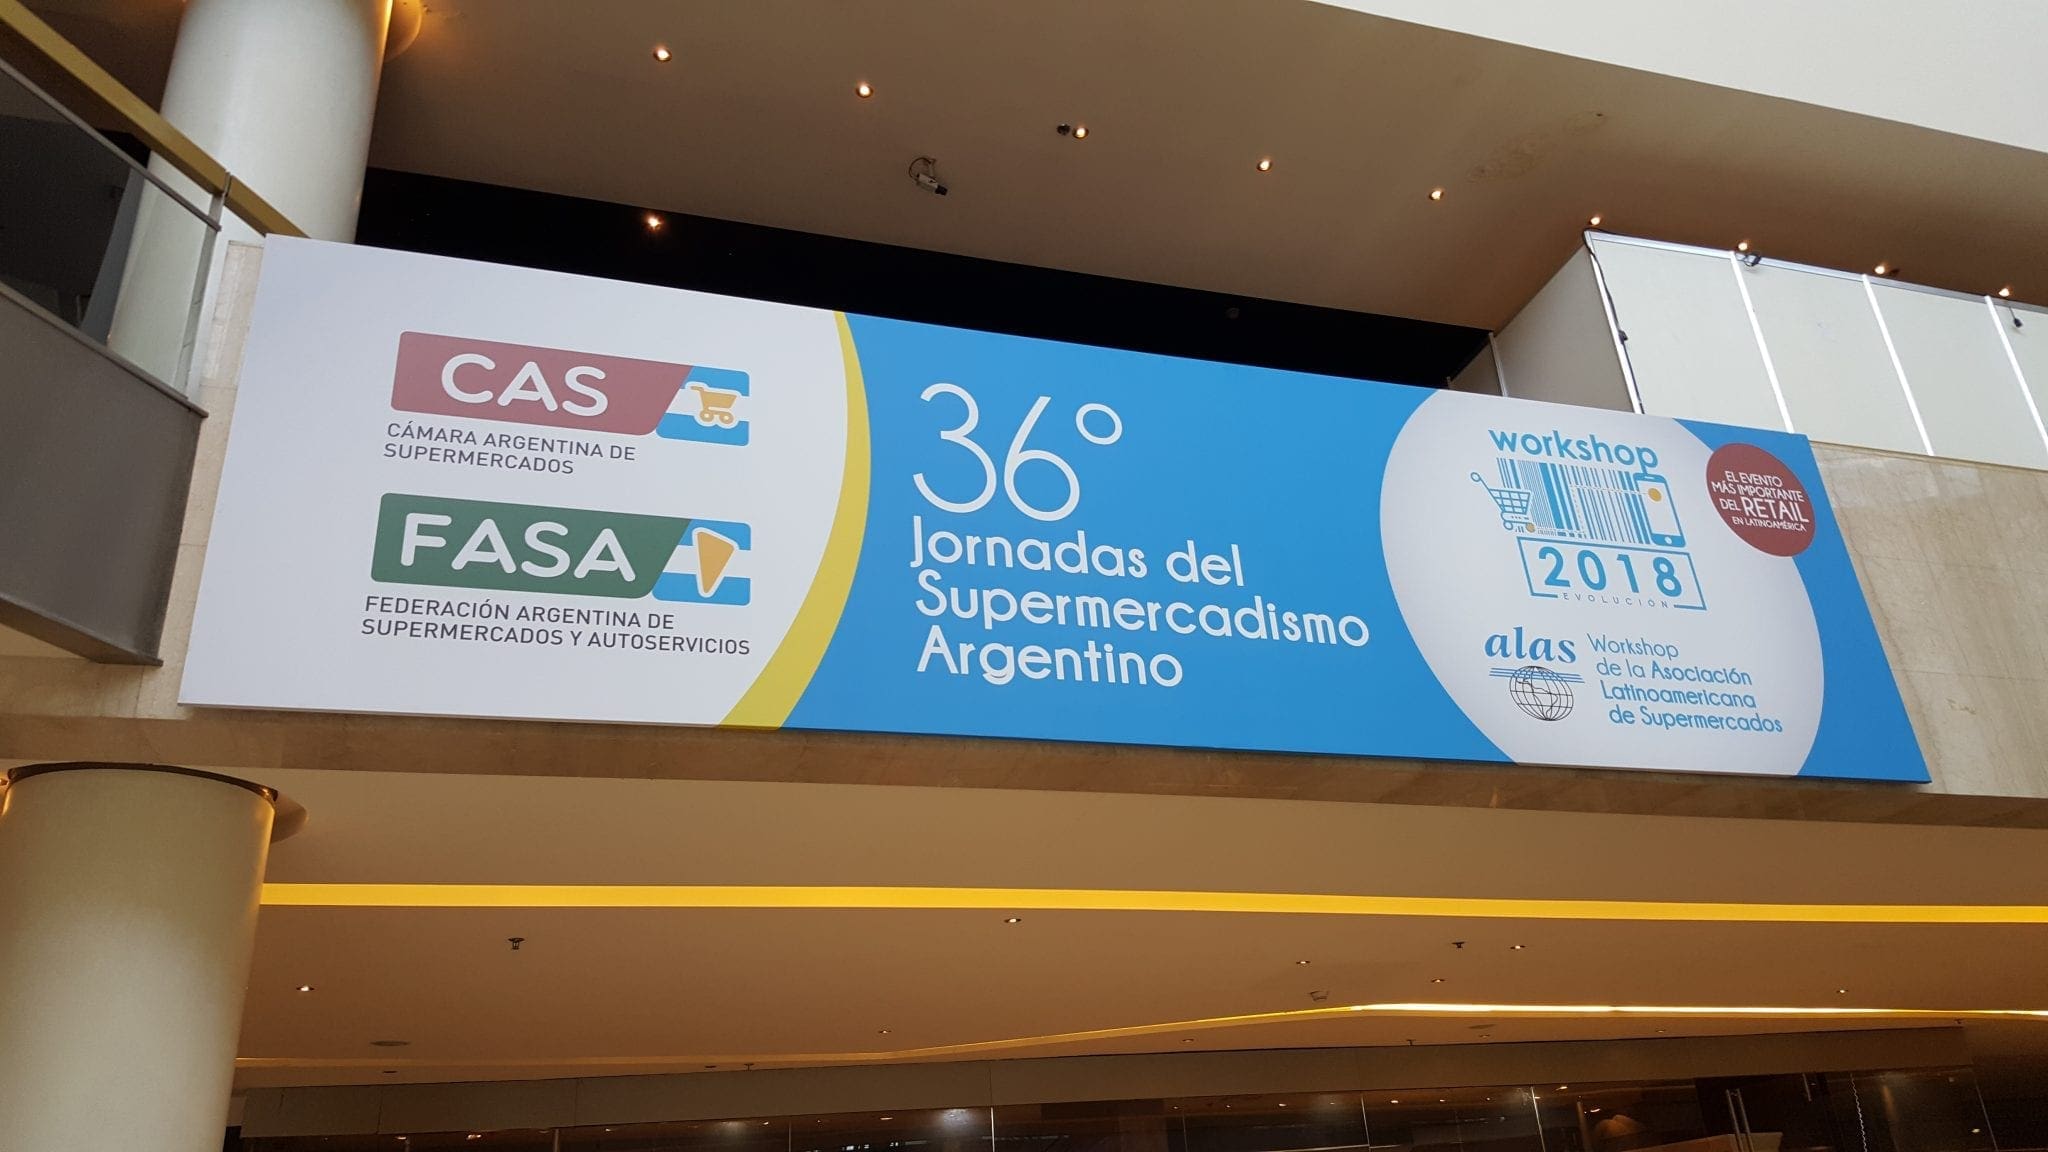 CAS
CÁMARA ARGENTINA DE
SUPERMERCADOS
FASA
FEDERACIÓN ARGENTINA DE
SUPERMERCADOS Y AUTOSERVICIOS
36°
Jornadas del
Supermercadismo
Argentino
workshop
2018
EVOLUCIÓN
EL EVENTO
MÁS IMPORTANTE
DEL RETAIL
EN LATINOAMÉRICA
alas
Workshop
de la Asociación
Latinoamericana
de Supermercados